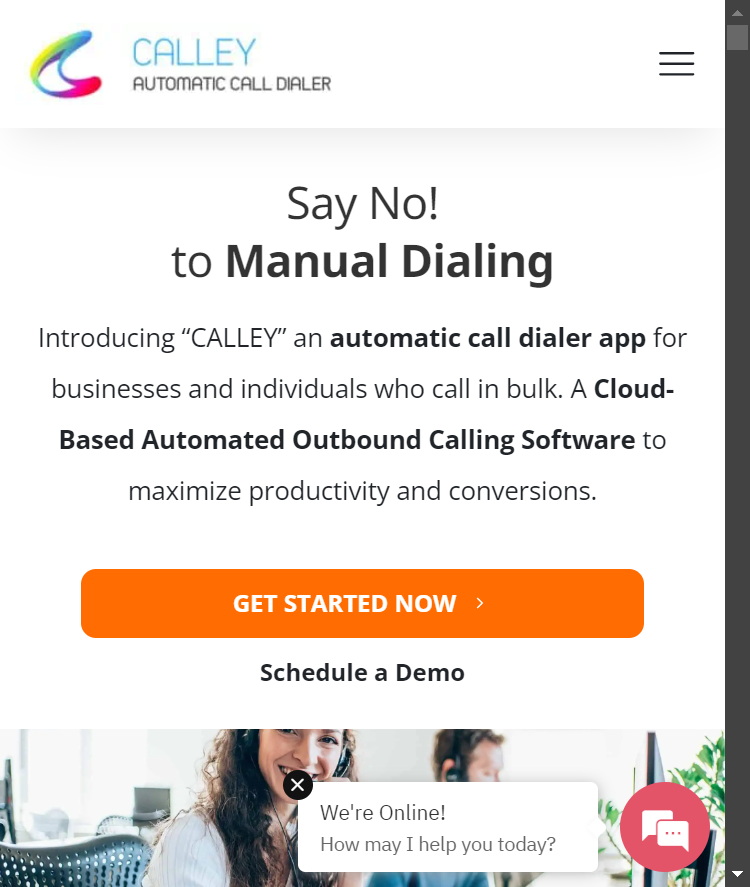 CALLEY
AUTOMATIC CALL DIALER
Say No!
to Manual Dialing
Introducing “CALLEY” an automatic call dialer app for
businesses and individuals who call in bulk. A Cloud-
Based Automated Outbound Calling Software to
maximize productivity and conversions.
GET STARTED NOW
Schedule a Demo
We're Online!
How may I help you today?